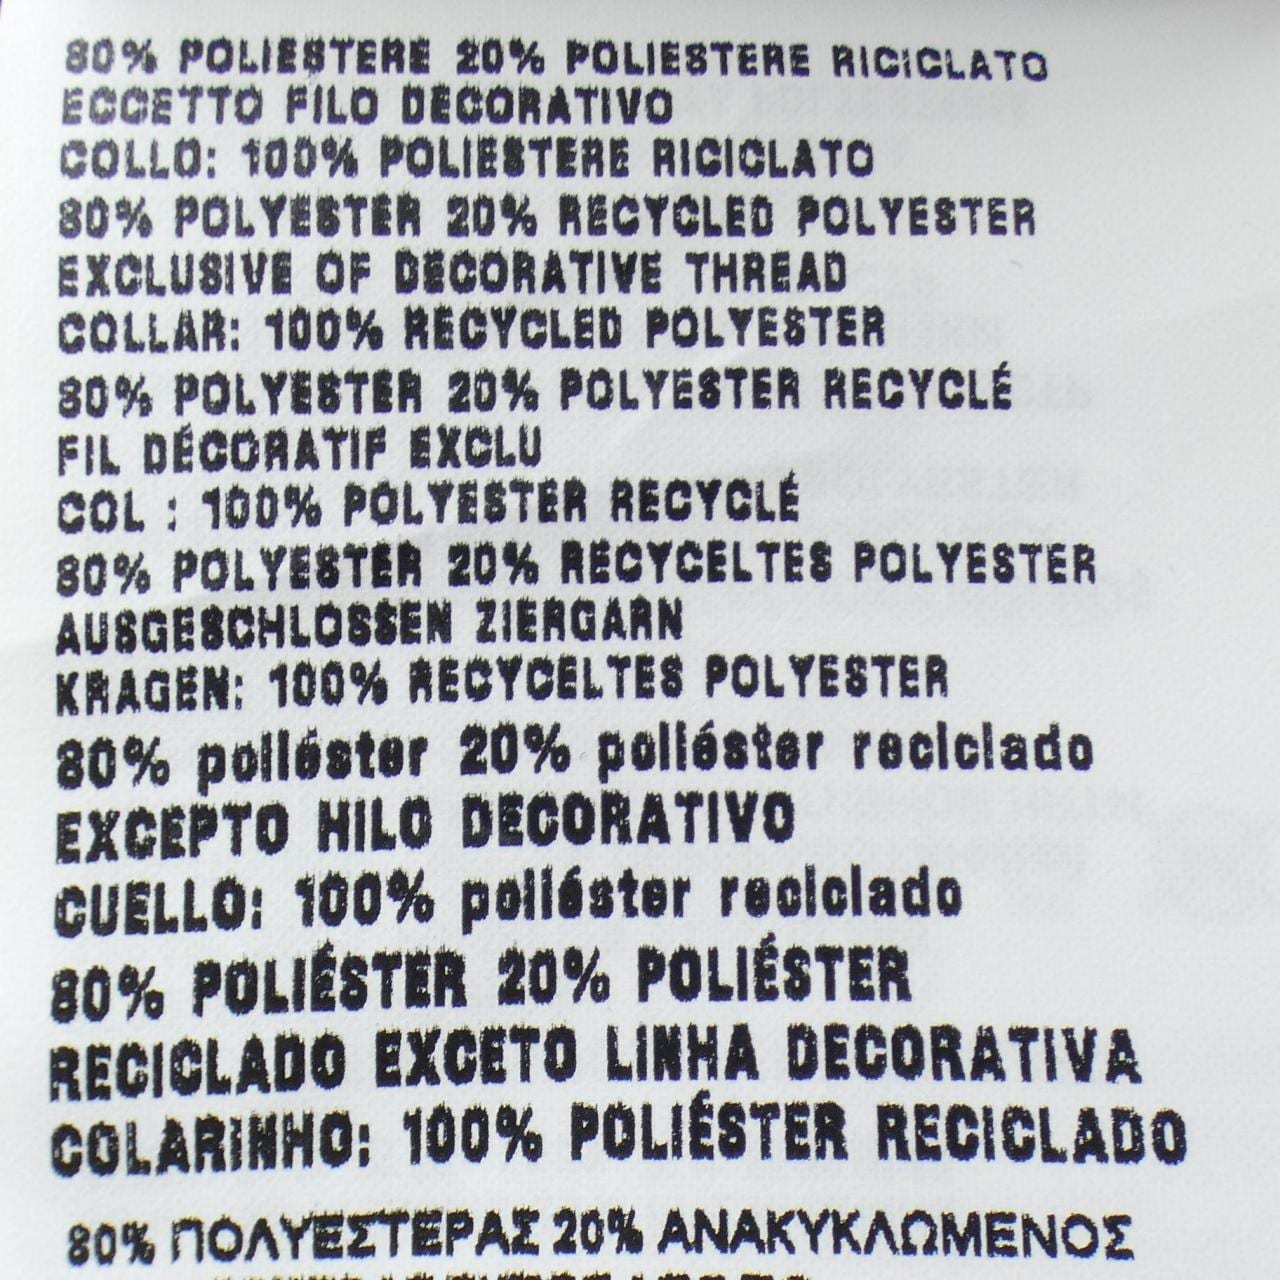 80% POLIESTERE 20% POLIESTERE RICICLATO
ECCETTO FILO DECORATIVO
COLLO: 100% POLIESTERE RICICLATO
80% POLYESTER 20% RECYCLED POLYESTER
EXCLUSIVE OF DECORATIVE THREAD
COLLAR: 100% RECYCLED POLYESTER
80% POLYESTER 20% POLYESTER RECYCLÉ
FIL DÉCORATIF EXCLU
COL : 100% POLYESTER RECYCLÉ
80% POLYESTER 20% RECYCELTES POLYESTER
AUSGESCHLOSSEN ZIERGARN
KRAGEN: 100% RECYCELTES POLYESTER
80% poliéster 20% poliéster reciclado
EXCEPTO HILO DECORATIVO
CUELLO: 100% poliéster reciclado
80% POLIÉSTER 20% POLIÉSTER
RECICLADO EXCETO LINHA DECORATIVA
COLARINHO: 100% POLIÉSTER RECICLADO
80% ΠΟΛΥΕΣΤΕΡΑΣ 20% ΑΝΑΚΥΚΛΩΜΕΝΟΣ